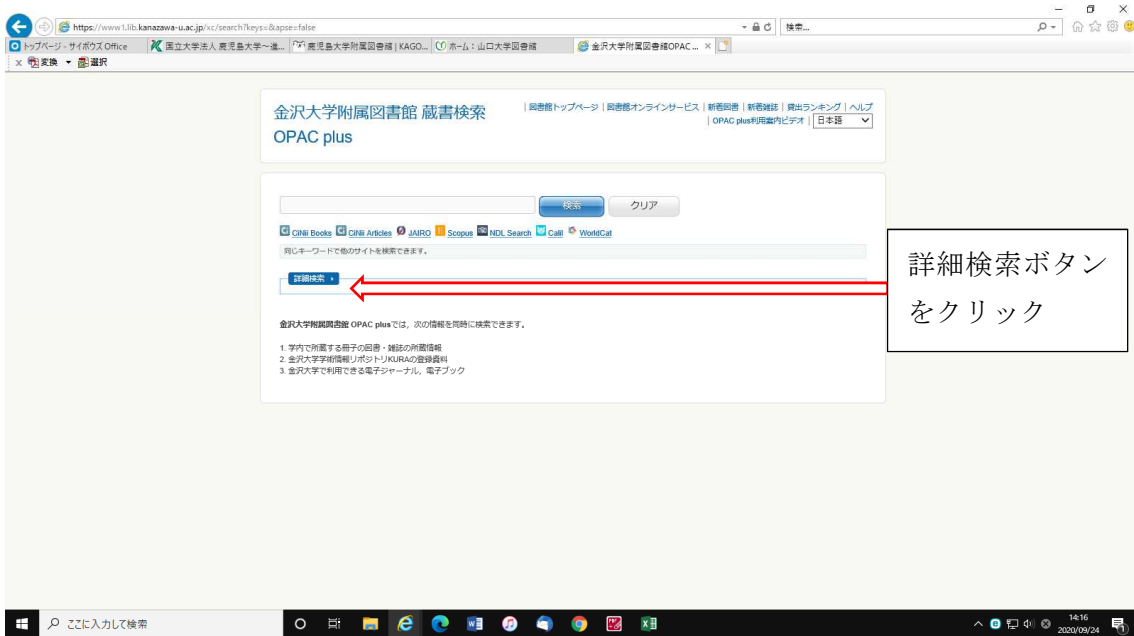 https://www1.lib.kanazawa-u.ac.jp/xc/search?keys=&apse=false
検索...
トップページ - サイボウズ Office
国立大学法人 鹿児島大学～進...
鹿児島大学附属図書館 | KAGO...
ホーム：山口大学図書館
金沢大学附属図書館OPAC ...
x 変換 ▼ 選択
金沢大学附属図書館 蔵書検索
OPAC plus
| 図書館トップページ | 図書館オンラインサービス | 新着図書 | 新着雑誌 | 貸出ランキング | ヘルプ
| OPAC plus利用案内ビデオ | 日本語
検索 クリア
CiNii Books CiNii Articles JAIRO Scopus NDL Search Calil WorldCat
同じキーワードで他のサイトを検索できます。
詳細検索
詳細検索ボタン
をクリック
金沢大学附属図書館 OPAC plusでは，次の情報を同時に検索できます。
1. 学内で所蔵する冊子の図書・雑誌の所蔵情報
2. 金沢大学学術情報リポジトリKURAの登録資料
3. 金沢大学で利用できる電子ジャーナル，電子ブック
ここに入力して検索
14:16
2020/09/24